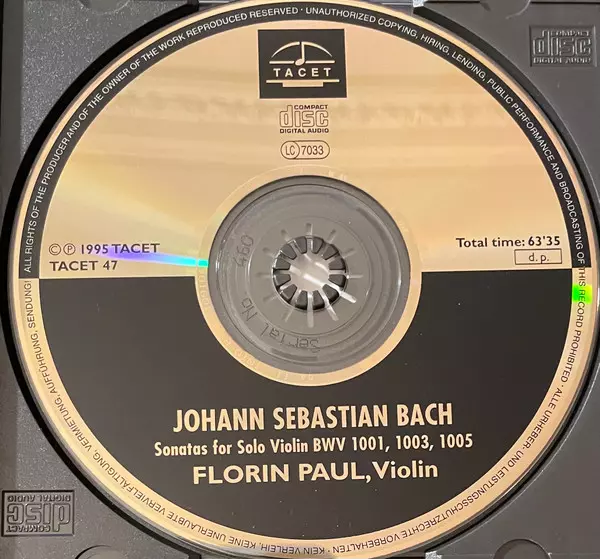 ALL RIGHTS OF THE PRODUCER AND OF THE OWNER OF THE WORK REPRODUCED RESERVED • UNAUTHORIZED COPYING, HIRING, LENDING, PUBLIC PERFORMANCE AND BROADCASTING OF THIS RECORD PROHIBITED • ALLE URHEBER- UND LEISTUNGSSCHUTZRECHTE VORBEHALTEN • KEIN VERLEIH, KEINE UNERLAUBTE VERVIELFÄLTIGUNG, VERMIETUNG, AUFFÜHRUNG, SENDUNG!
TACET
COMPACT
disc
DIGITAL AUDIO
COMPACT
disc
DIGITAL AUDIO
LC 7033
© ℗ 1995 TACET
TACET 47
Total time: 63'35
d.p.
Serial No 460
JOHANN SEBASTIAN BACH
Sonatas for Solo Violin BWV 1001, 1003, 1005
FLORIN PAUL, Violin
COMPACT
disc
DIGITAL AUDIO